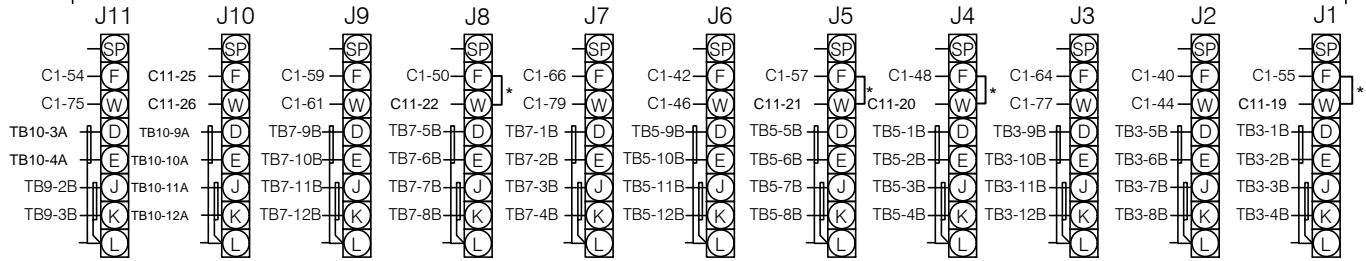 J11 J10 J9 J8 J7 J6 J5 J4 J3 J2 J1
SP SP SP SP SP SP SP SP SP SP SP
C1-54 F C11-25 F C1-59 F C1-50 F C1-66 F C1-42 F C1-57 F C1-48 F C1-64 F C1-40 F C1-55 F
* * * *
C1-75 W C11-26 W C1-61 W C11-22 W C1-79 W C1-46 W C11-21 W C11-20 W C1-77 W C1-44 W C11-19 W
TB10-3A D TB10-9A D TB7-9B D TB7-5B D TB7-1B D TB5-9B D TB5-5B D TB5-1B D TB3-9B D TB3-5B D TB3-1B D
TB10-4A E TB10-10A E TB7-10B E TB7-6B E TB7-2B E TB5-10B E TB5-6B E TB5-2B E TB3-10B E TB3-6B E TB3-2B E
TB9-2B J TB10-11A J TB7-11B J TB7-7B J TB7-3B J TB5-11B J TB5-7B J TB5-3B J TB3-11B J TB3-7B J TB3-3B J
TB9-3B K TB10-12A K TB7-12B K TB7-8B K TB7-4B K TB5-12B K TB5-8B K TB5-4B K TB3-12B K TB3-8B K TB3-4B K
L L L L L L L L L L L